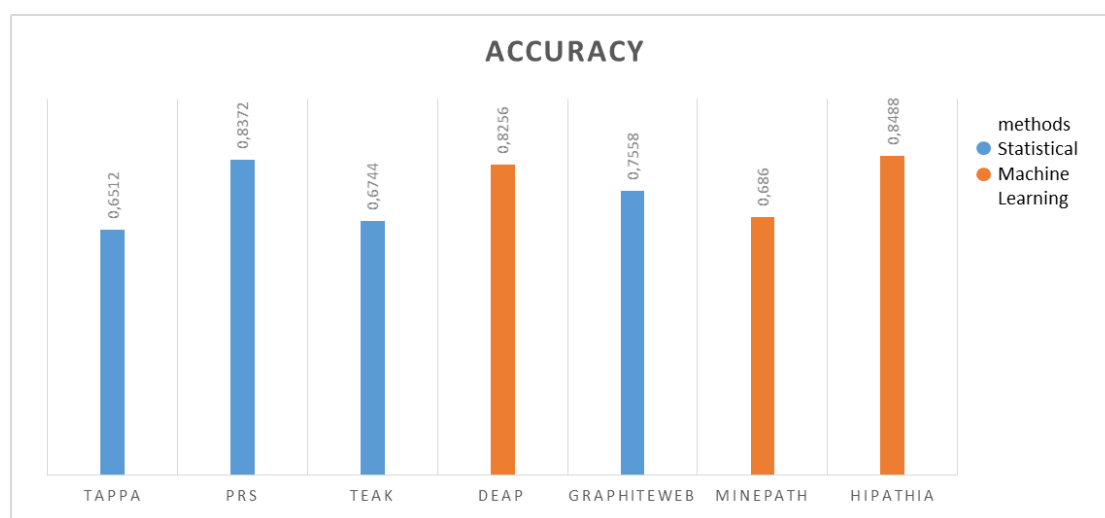 ACCURACY
0,6512
0,8372
0,6744
0,8256
0,7558
0,686
0,8488
methods
Statistical
Machine
Learning
TAPPA
PRS
TEAK
DEAP
GRAPHITEWEB
MINEPATH
HIPATHIA